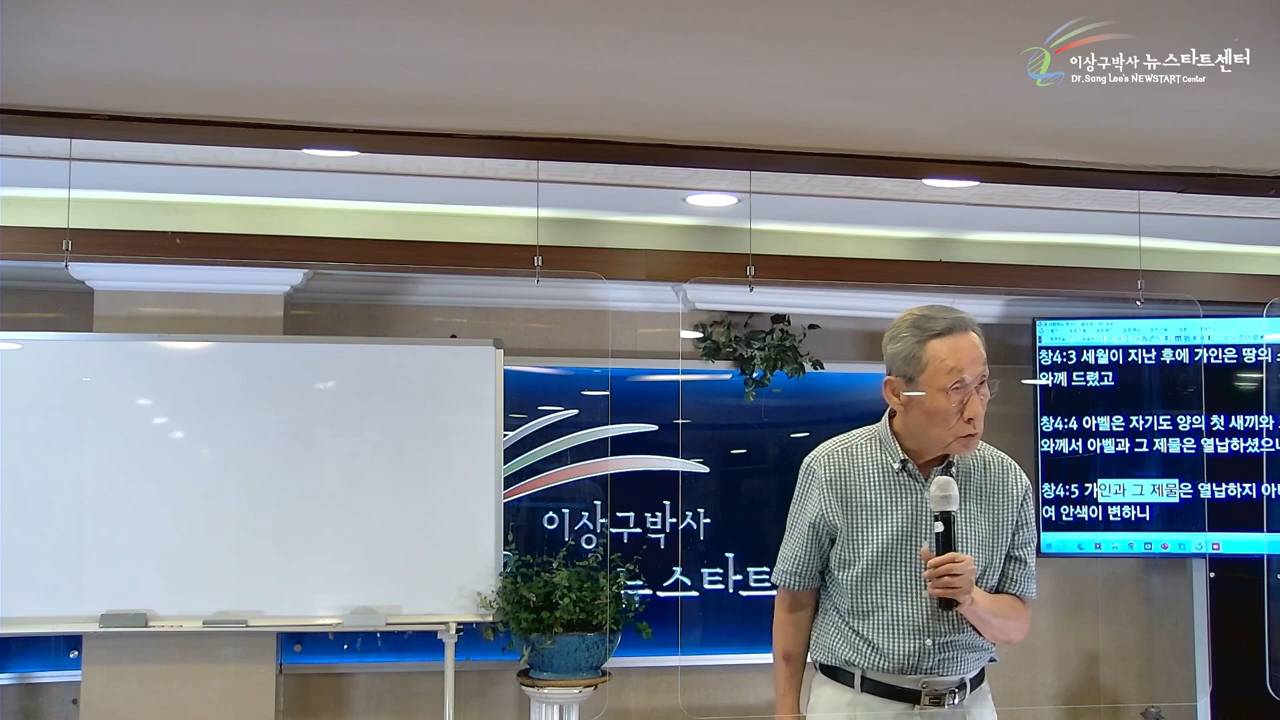 이상구박사 뉴스타트센터
Dr. Sang Lee's NEWSTART Center
창4:3 세월이 지난 후에 가인은 땅의
와께 드렸고
창4:4 아벨은 자기도 양의 첫 새끼와
와께서 아벨과 그 제물은 열납하셨으나
창4:5 가인과 그 제물은 열납하지 아니
여 안색이 변하니
이상구박사
뉴스타트